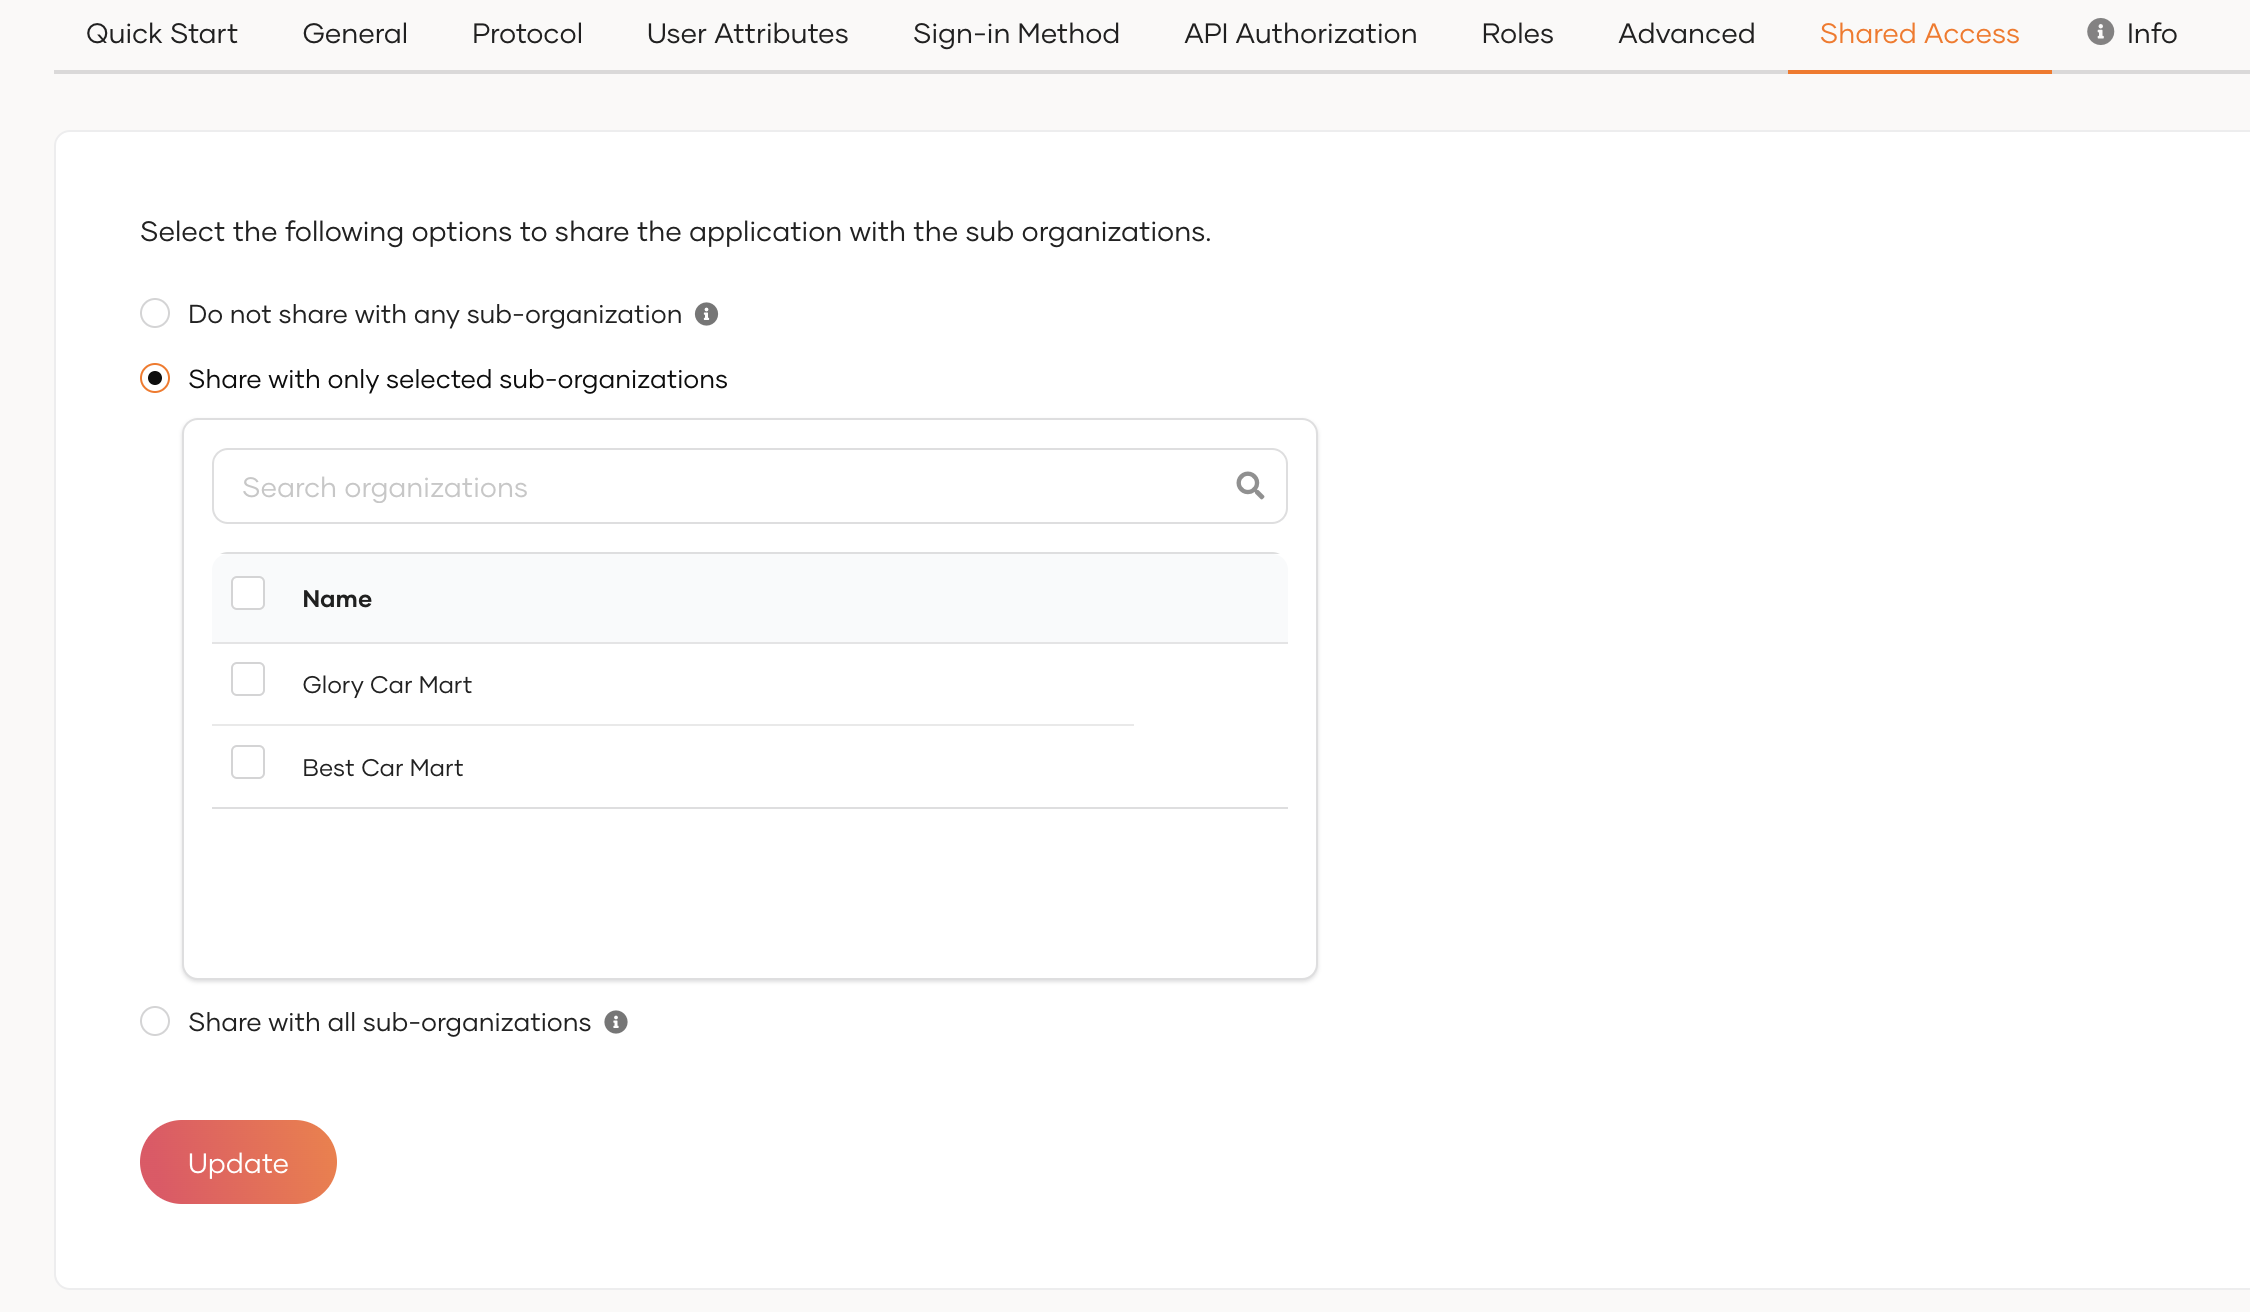 Quick Start General Protocol User Attributes Sign-in Method API Authorization Roles Advanced Shared Access Info
Select the following options to share the application with the sub organizations.
Do not share with any sub-organization
Share with only selected sub-organizations
Search organizations
Name
Glory Car Mart
Best Car Mart
Share with all sub-organizations
Update